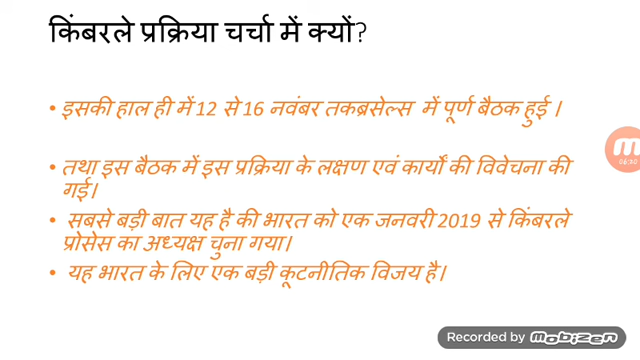 किंबरले प्रक्रिया चर्चा में क्यों?
• इसकी हाल ही में 12 से 16 नवंबर तकब्रसेल्स में पूर्ण बैठक हुई ।
• तथा इस बैठक में इस प्रक्रिया के लक्षण एवं कार्यों की विवेचना की
गई।
• सबसे बड़ी बात यह है की भारत को एक जनवरी 2019 से किंबरले
प्रोसेस का अध्यक्ष चुना गया।
• यह भारत के लिए एक बड़ी कूटनीतिक विजय है।
Recorded by mobizen